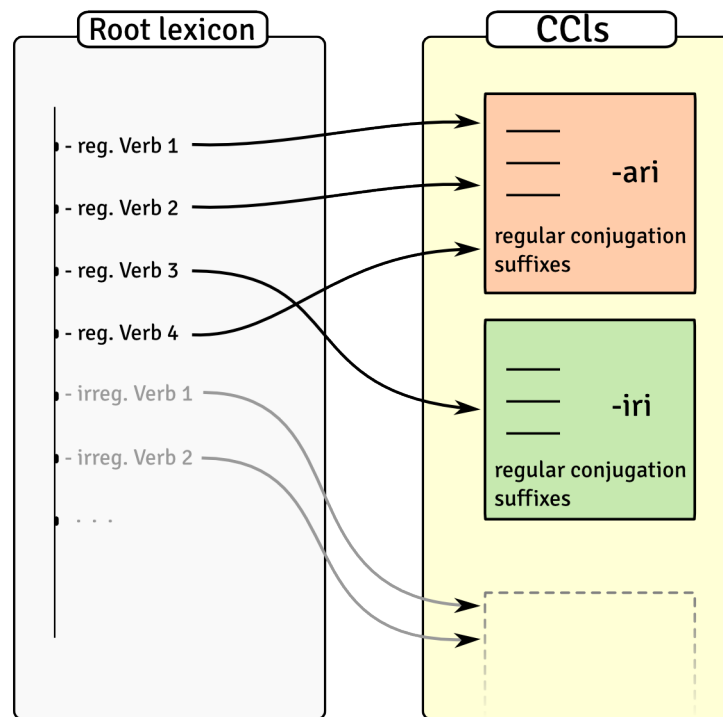 Root lexicon
- reg. Verb 1
- reg. Verb 2
- reg. Verb 3
- reg. Verb 4
- irreg. Verb 1
- irreg. Verb 2
. . .
CCls
-ari
regular conjugation
suffixes
-iri
regular conjugation
suffixes